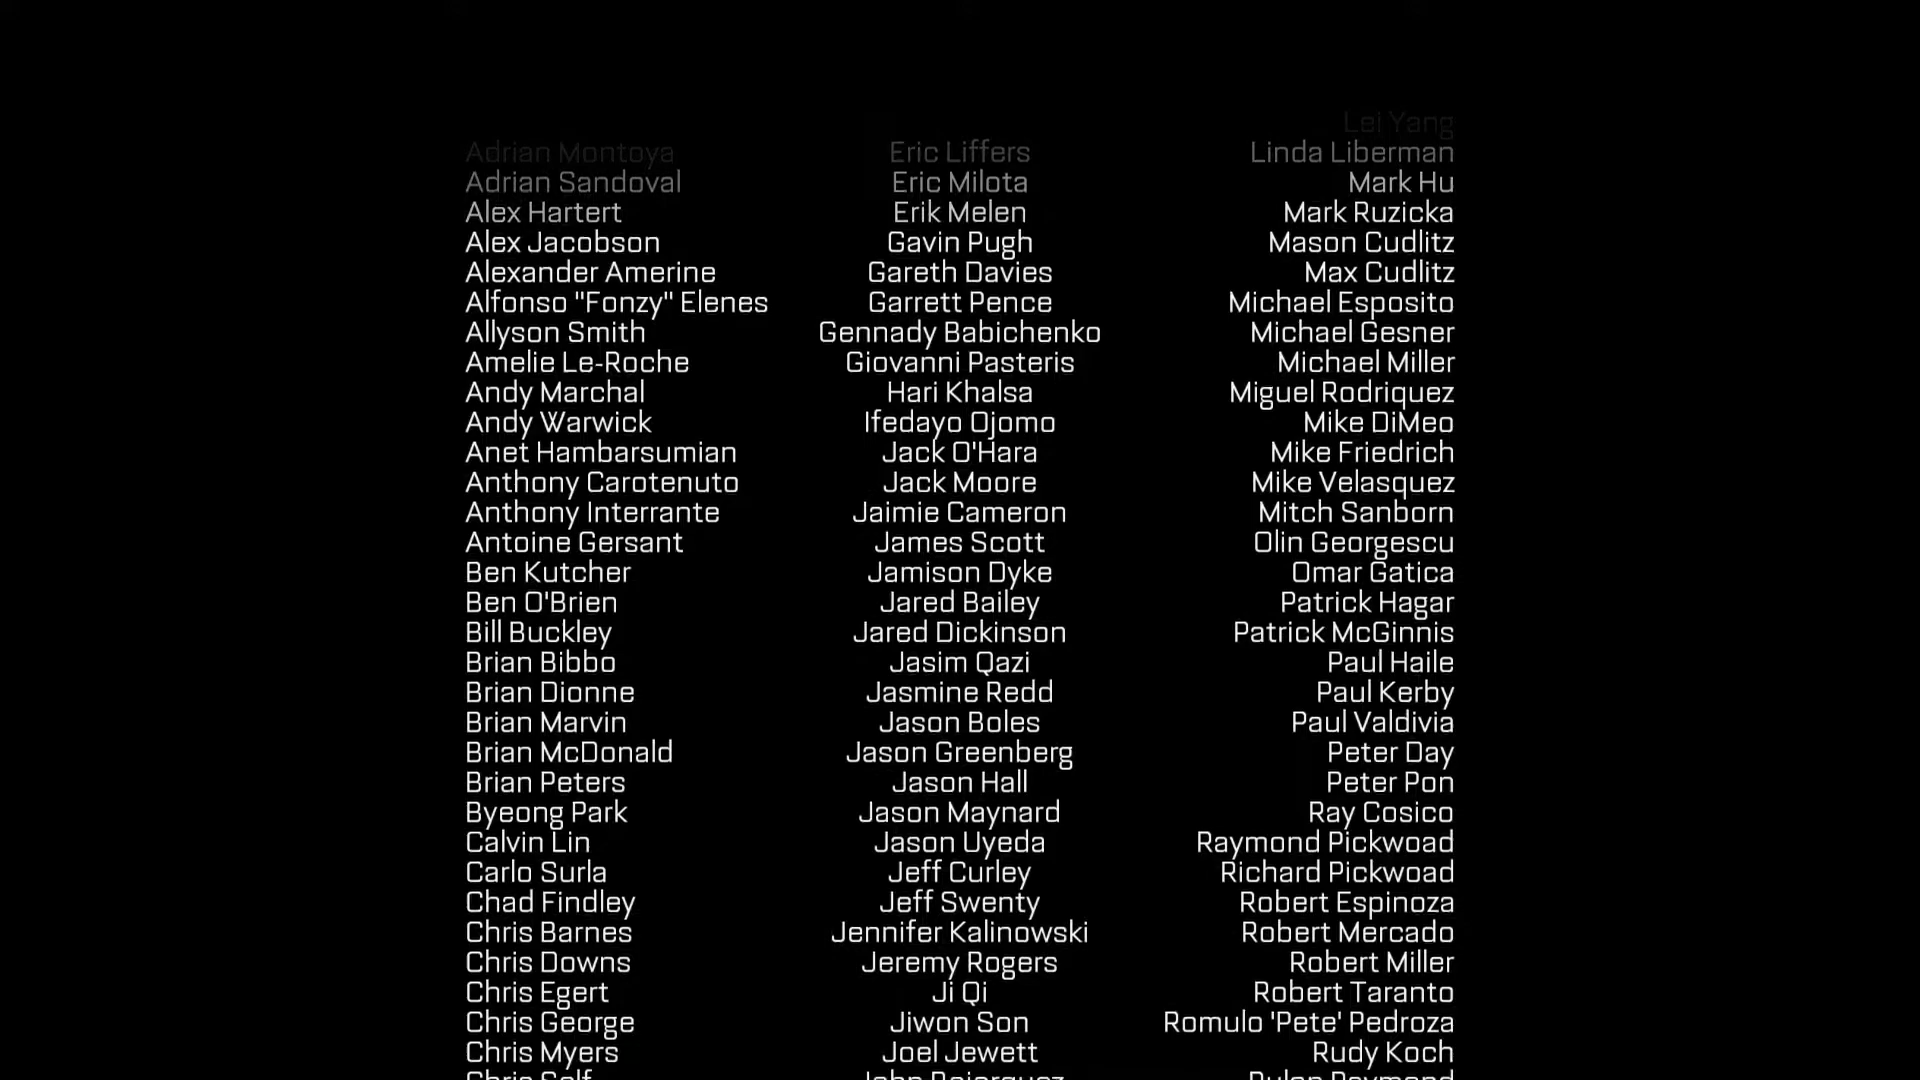 Lei Yang
Adrian Montoya Eric Liffers Linda Liberman
Adrian Sandoval Eric Milota Mark Hu
Alex Hartert Erik Melen Mark Ruzicka
Alex Jacobson Gavin Pugh Mason Cudlitz
Alexander Amerine Gareth Davies Max Cudlitz
Alfonso "Fonzy" Elenes Garrett Pence Michael Esposito
Allyson Smith Gennady Babichenko Michael Gesner
Amelie Le-Roche Giovanni Pasteris Michael Miller
Andy Marchal Hari Khalsa Miguel Rodriquez
Andy Warwick Ifedayo Ojomo Mike DiMeo
Anet Hambarsumian Jack O'Hara Mike Friedrich
Anthony Carotenuto Jack Moore Mike Velasquez
Anthony Interrante Jaimie Cameron Mitch Sanborn
Antoine Gersant James Scott Olin Georgescu
Ben Kutcher Jamison Dyke Omar Gatica
Ben O'Brien Jared Bailey Patrick Hagar
Bill Buckley Jared Dickinson Patrick McGinnis
Brian Bibbo Jasim Qazi Paul Haile
Brian Dionne Jasmine Redd Paul Kerby
Brian Marvin Jason Boles Paul Valdivia
Brian McDonald Jason Greenberg Peter Day
Brian Peters Jason Hall Peter Pon
Byeong Park Jason Maynard Ray Cosico
Calvin Lin Jason Uyeda Raymond Pickwoad
Carlo Surla Jeff Curley Richard Pickwoad
Chad Findley Jeff Swenty Robert Espinoza
Chris Barnes Jennifer Kalinowski Robert Mercado
Chris Downs Jeremy Rogers Robert Miller
Chris Egert Ji Qi Robert Taranto
Chris George Jiwon Son Romulo 'Pete' Pedroza
Chris Myers Joel Jewett Rudy Koch